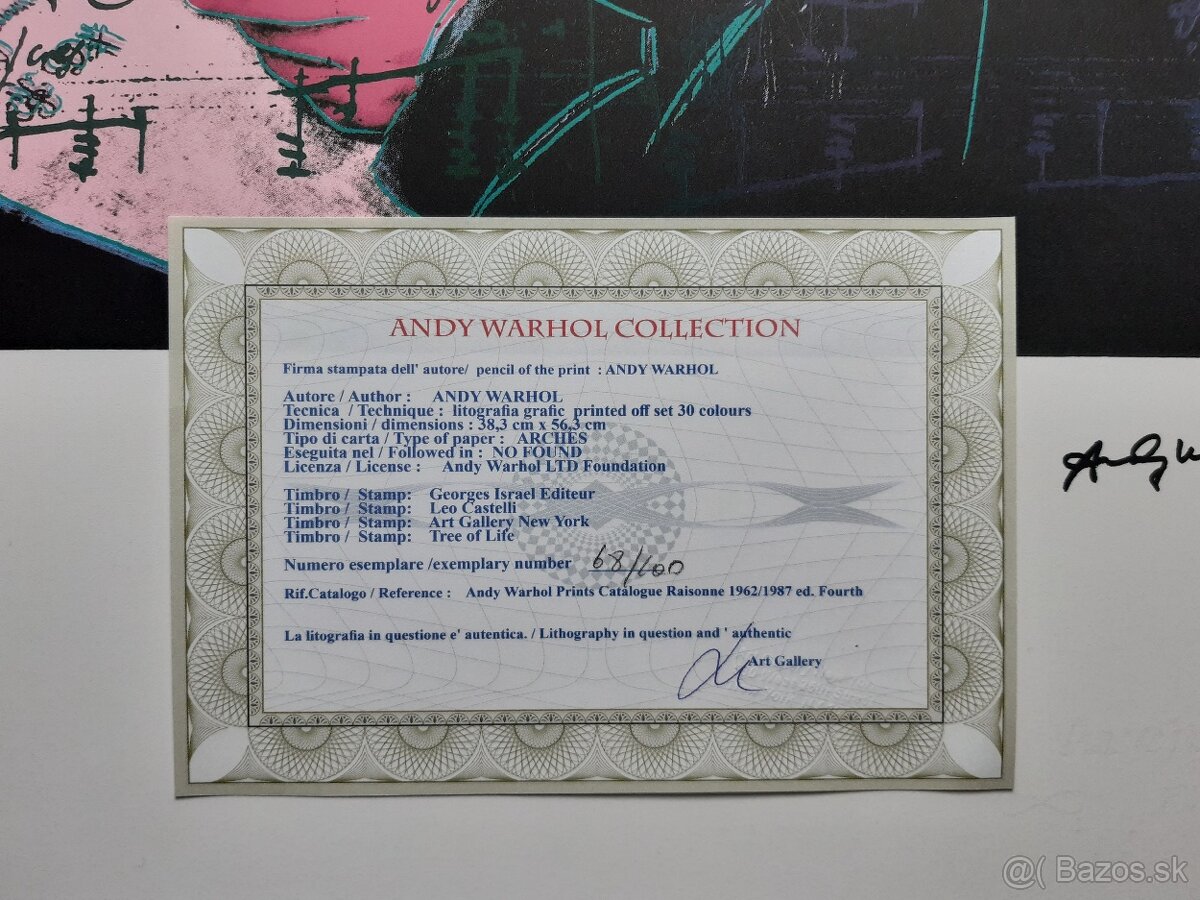 ANDY WARHOL COLLECTION
Firma stampata dell' autore/ pencil of the print : ANDY WARHOL
Autore / Author : ANDY WARHOL
Tecnica / Technique : litografia grafic printed off set 30 colours
Dimensioni / dimensions : 38,3 cm x 56,3 cm
Tipo di carta / Type of paper : ARCHES
Eseguita nel / Followed in : NO FOUND
Licenza / License : Andy Warhol LTD Foundation
Timbro / Stamp: Georges Israel Editeur
Timbro / Stamp: Leo Castelli
Timbro / Stamp: Art Gallery New York
Timbro / Stamp: Tree of Life
Numero esemplare /exemplary number 68/100
Rif.Catalogo / Reference : Andy Warhol Prints Catalogue Raisonne 1962/1987 ed. Fourth
La litografia in questione e' autentica. / Lithography in question and ' authentic
Art Gallery
Andy W
@( Bazos.sk